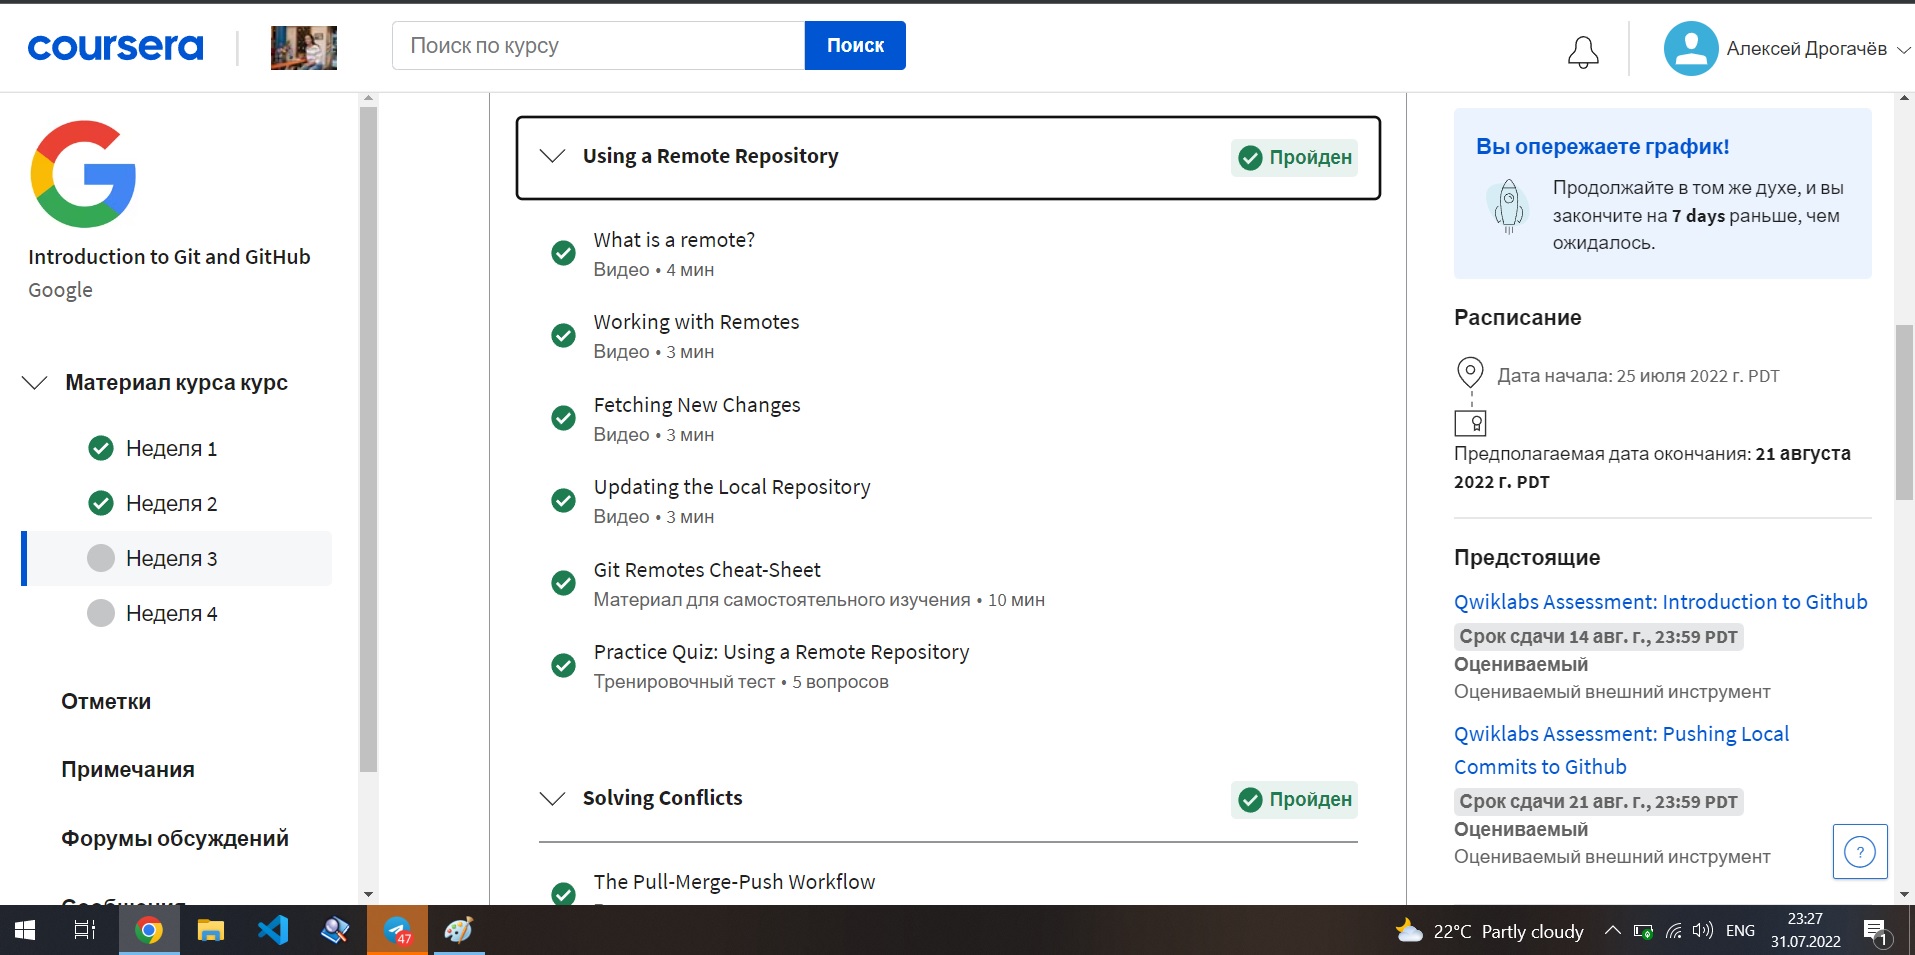 coursera
Поиск по курсу
Поиск
Алексей Дрогачёв
Introduction to Git and GitHub
Google
Материал курса курс
Неделя 1
Неделя 2
Неделя 3
Неделя 4
Отметки
Примечания
Форумы обсуждений
Сообщения
Using a Remote Repository
Пройден
What is a remote?
Видео • 4 мин
Working with Remotes
Видео • 3 мин
Fetching New Changes
Видео • 3 мин
Updating the Local Repository
Видео • 3 мин
Git Remotes Cheat-Sheet
Материал для самостоятельного изучения • 10 мин
Practice Quiz: Using a Remote Repository
Тренировочный тест • 5 вопросов
Solving Conflicts
Пройден
The Pull-Merge-Push Workflow
Вы опережаете график!
Продолжайте в том же духе, и вы
закончите на 7 days раньше, чем
ожидалось.
Расписание
Дата начала: 25 июля 2022 г. PDT
Предполагаемая дата окончания: 21 августа
2022 г. PDT
Предстоящие
Qwiklabs Assessment: Introduction to Github
Срок сдачи 14 авг. г., 23:59 PDT
Оцениваемый
Оцениваемый внешний инструмент
Qwiklabs Assessment: Pushing Local
Commits to Github
Срок сдачи 21 авг. г., 23:59 PDT
Оцениваемый
Оцениваемый внешний инструмент
?
47
22°C Partly cloudy
ENG
23:27
31.07.2022
1